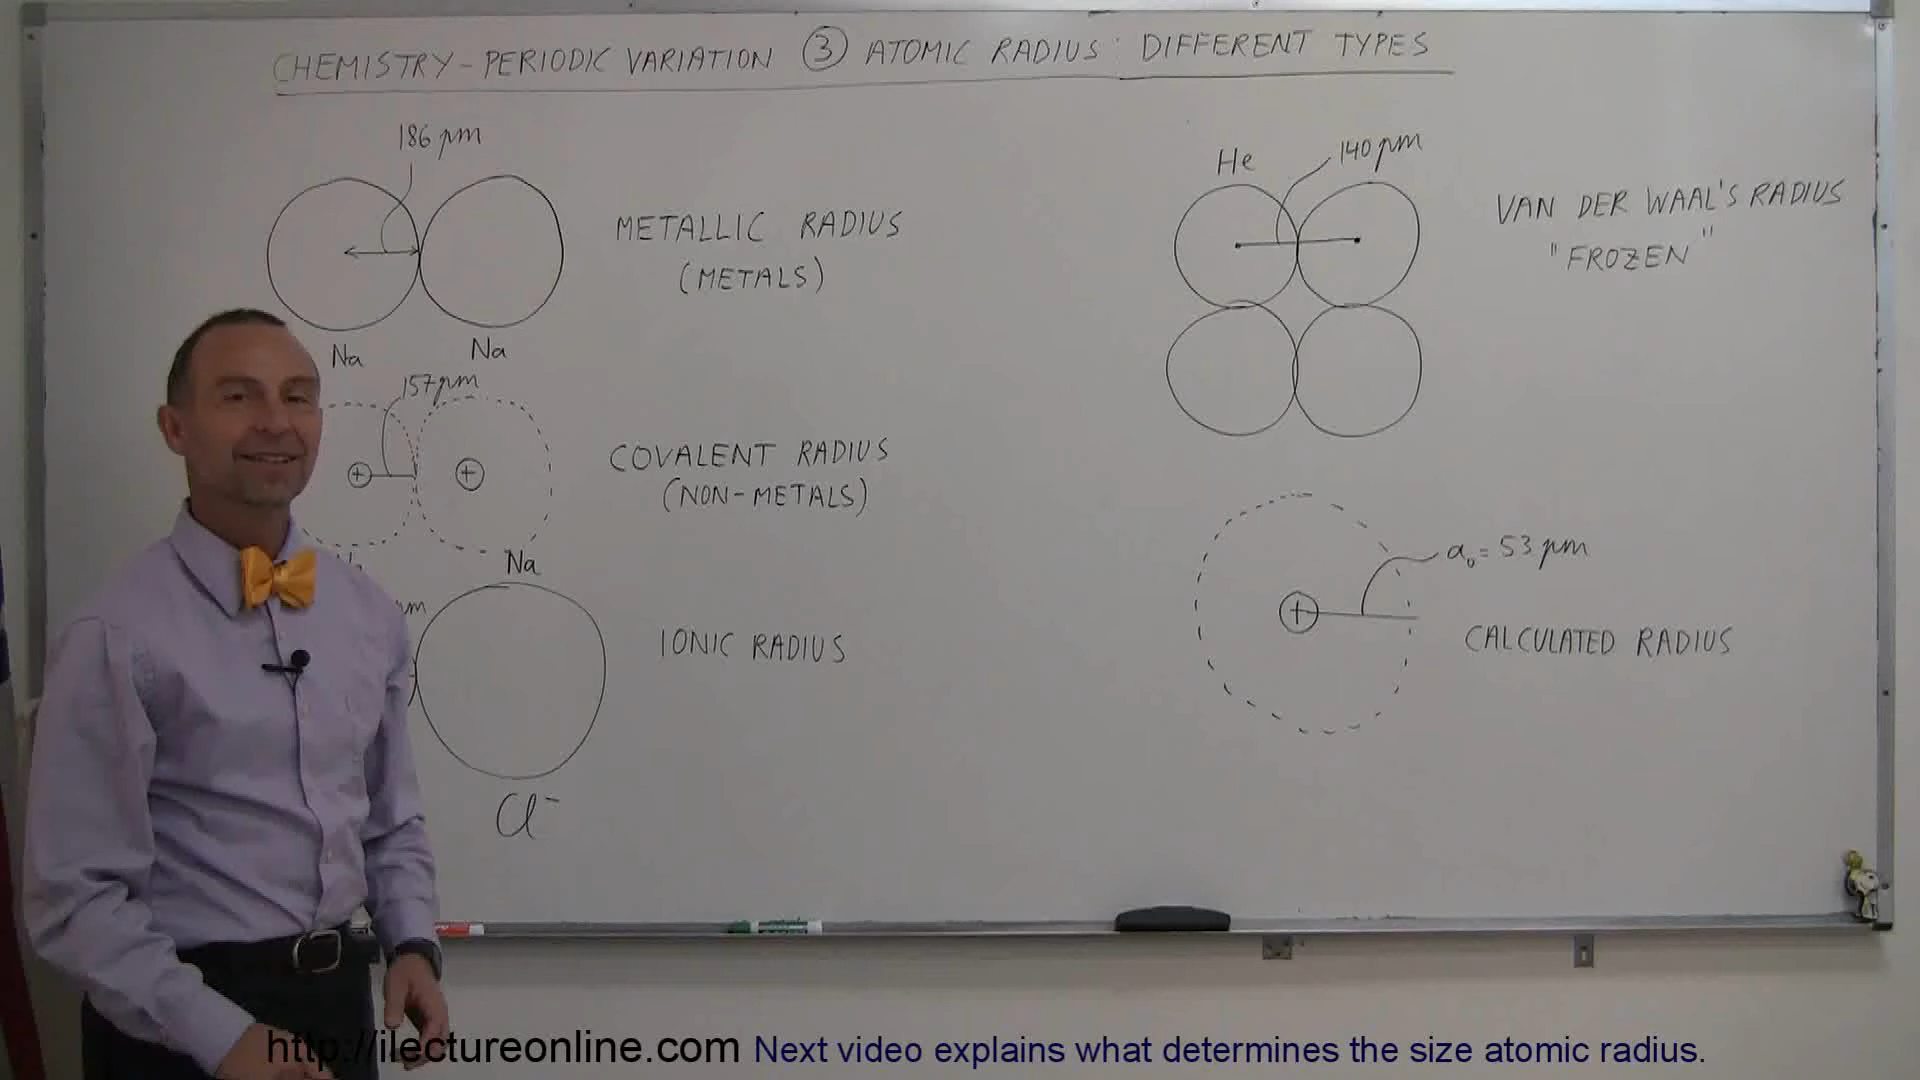 CHEMISTRY - PERIODIC VARIATION ③ ATOMIC RADIUS: DIFFERENT TYPES
186 pm
METALLIC RADIUS
(METALS)
Na Na
157 pm
COVALENT RADIUS
(NON-METALS)
Na
pm
IONIC RADIUS
Cl⁻
He
140 pm
VAN DER WAAL'S RADIUS
"FROZEN"
+ +
+
a₀ = 53 pm
CALCULATED RADIUS
http://ilectureonline.com Next video explains what determines the size atomic radius.